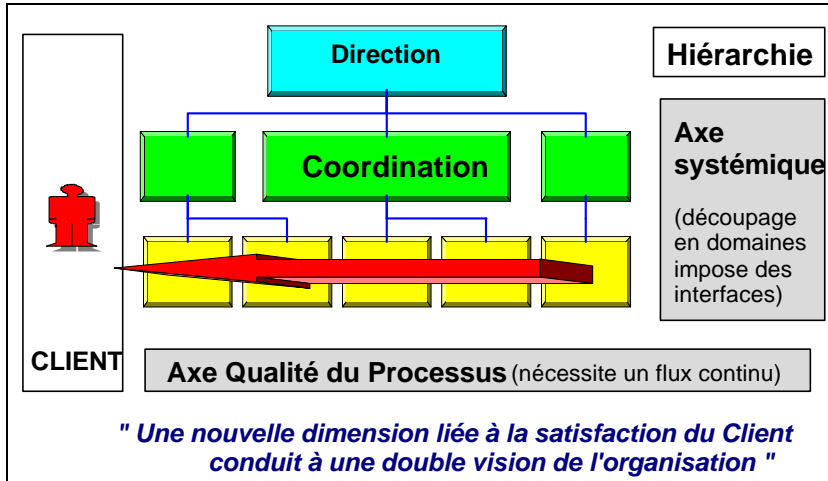 Direction
Hiérarchie
Coordination
Axe
systémique
(découpage
en domaines
impose des
interfaces)
CLIENT
Axe Qualité du Processus (nécessite un flux continu)
" Une nouvelle dimension liée à la satisfaction du Client
conduit à une double vision de l'organisation "